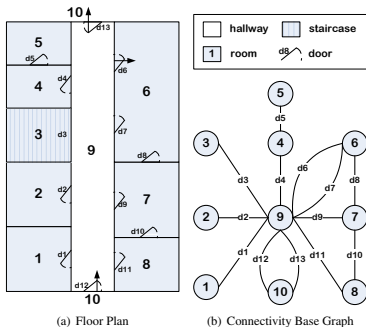 10
d13
5
d5
d6
4
d4
6
3
d3
d7
9
d8
2
d2
7
d9
d10
1
d1
8
d11
d12
10
(a) Floor Plan
hallway
staircase
1
room
d8
door
5
d5
3
4
6
d6
d3
d4
d7
d8
2
d2
9
d9
7
d1
d12
d13
d11
d10
1
10
8
(b) Connectivity Base Graph